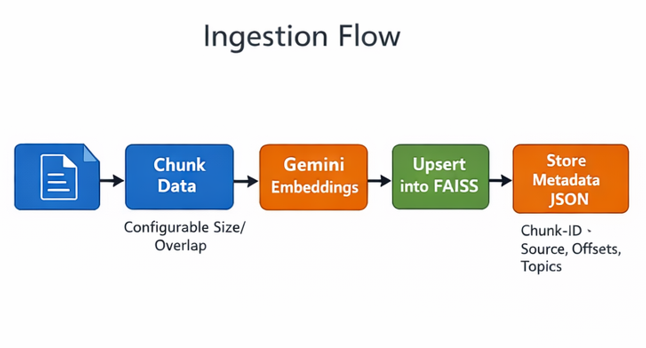 Ingestion Flow
Chunk
Data
Gemini
Embeddings
Upsert
into FAISS
Store
Metadata
JSON
Configurable Size/
Overlap
Chunk-ID
Source, Offsets,
Topics